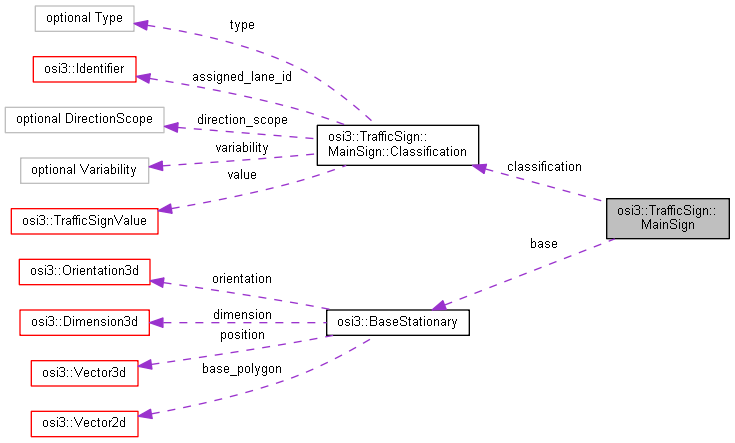 optional Type
type
osi3::Identifier
assigned_lane_id
optional DirectionScope
direction_scope
osi3::TrafficSign::
MainSign::Classification
variability
optional Variability
classification
value
osi3::TrafficSign::
MainSign
osi3::TrafficSignValue
base
osi3::Orientation3d
orientation
osi3::Dimension3d
dimension
osi3::BaseStationary
position
osi3::Vector3d
base_polygon
osi3::Vector2d